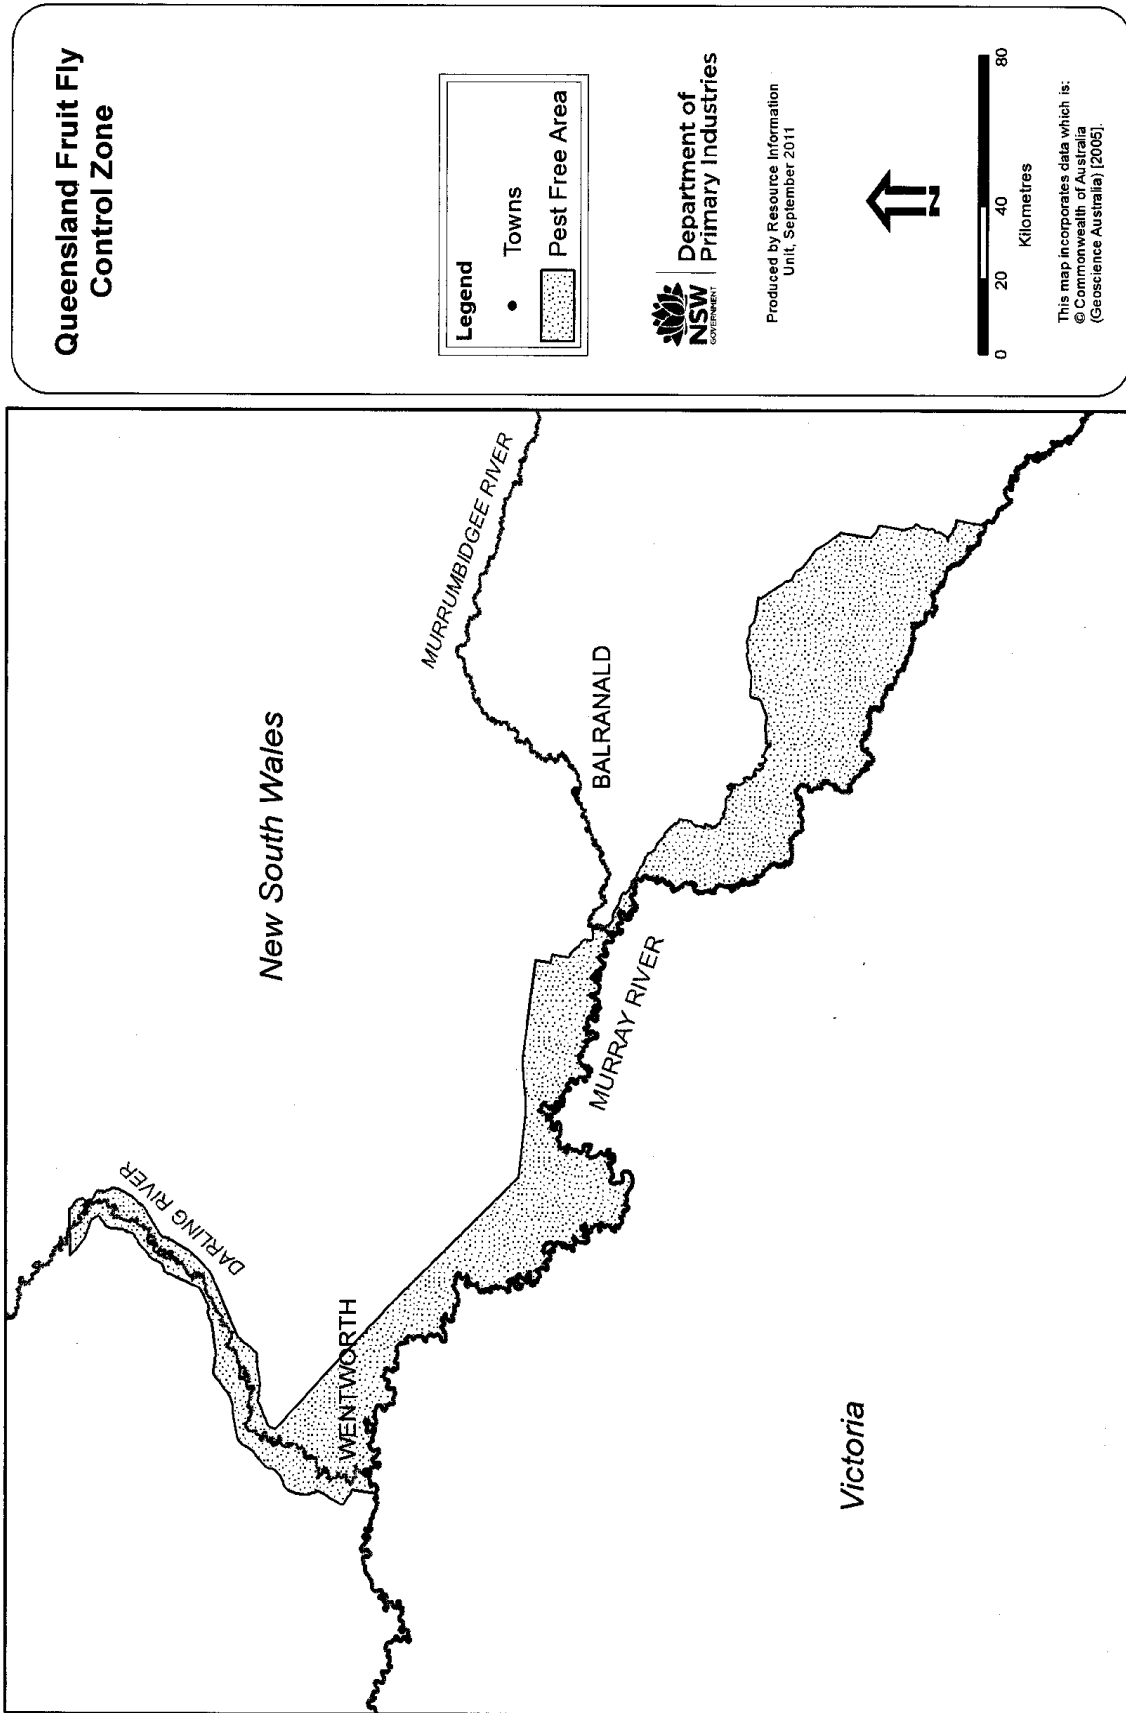 Queensland Fruit Fly
Control Zone
Legend
Towns
Pest Free Area
NSW
GOVERNMENT
Department of
Primary Industries
Produced by Resource Information
Unit, September 2011
N
0 20 40 80
Kilometres
This map incorporates data which is:
© Commonwealth of Australia
(Geoscience Australia) [2005].
New South Wales
MURRUMBIDGEE RIVER
BALRANALD
DARLING RIVER
MURRAY RIVER
WENTWORTH
Victoria